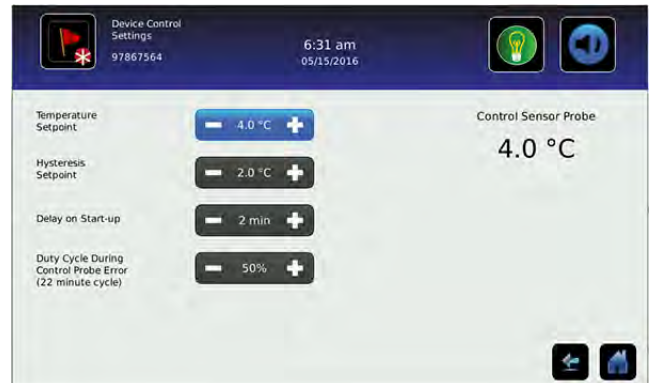 Device Control
Settings
97867564
6:31 am
05/15/2016
Temperature
Setpoint
4.0 °C
Hysteresis
Setpoint
2.0 °C
Delay on Start-up
2 min
Duty Cycle During
Control Probe Error
(22 minute cycle)
50%
Control Sensor Probe
4.0 °C